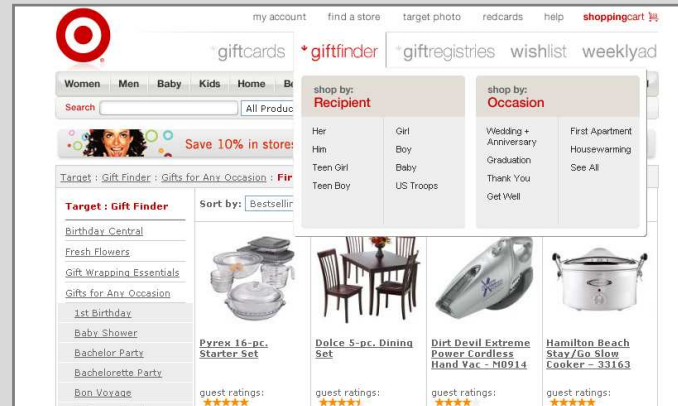 my account find a store target photo redcards help shoppingcart
giftcards giftfinder giftregistries wishlist weeklyad
Women Men Baby Kids Home
shop by:
Recipient
Her
Him
Teen Girl
Teen Boy
Girl
Boy
Baby
US Troops
shop by:
Occasion
Wedding +
Anniversary
Graduation
Thank You
Get Well
First Apartment
Housewarming
See All
Search All Produc
Save 10% in stores
Target : Gift Finder : Gifts for Any Occasion : Fir
Target : Gift Finder
Birthday Central
Fresh Flowers
Gift Wrapping Essentials
Gifts for Any Occasion
1st Birthday
Baby Shower
Bachelor Party
Bachelorette Party
Bon Voyage
Sort by: Bestsellin
Pyrex 16-pc.
Starter Set
guest ratings:
Dolce 5-pc. Dining
Set
guest ratings:
Dirt Devil Extreme
Power Cordless
Hand Vac - M0914
guest ratings:
Hamilton Beach
Stay/Go Slow
Cooker - 33163
guest ratings: